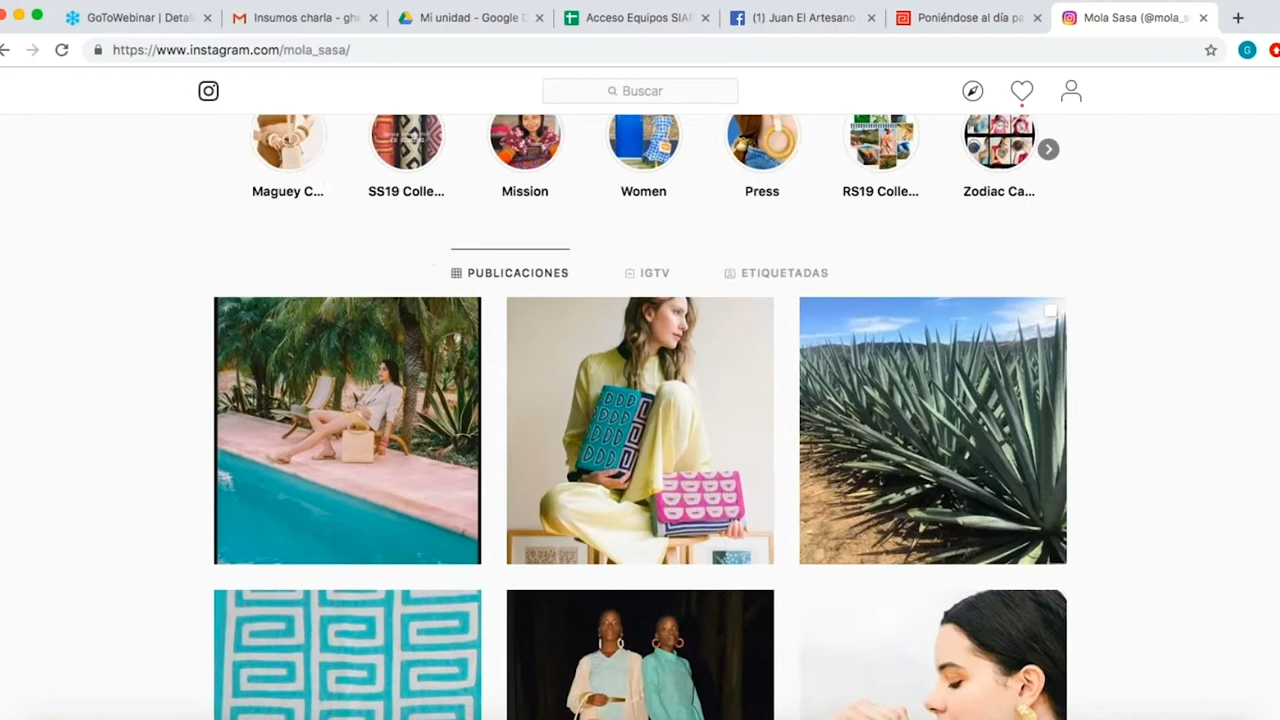 GoToWebinar | Detal
Insumos charla - ghe
Mi unidad - Google D
Acceso Equipos SIAR
(1) Juan El Artesano
Poniéndose al día pa
Mola Sasa (@mola_s
https://www.instagram.com/mola_sasa/
G
Buscar
Maguey C...
SS19 Colle...
Mission
Women
Press
RS19 Colle...
Zodiac Ca...
PUBLICACIONES
IGTV
ETIQUETADAS